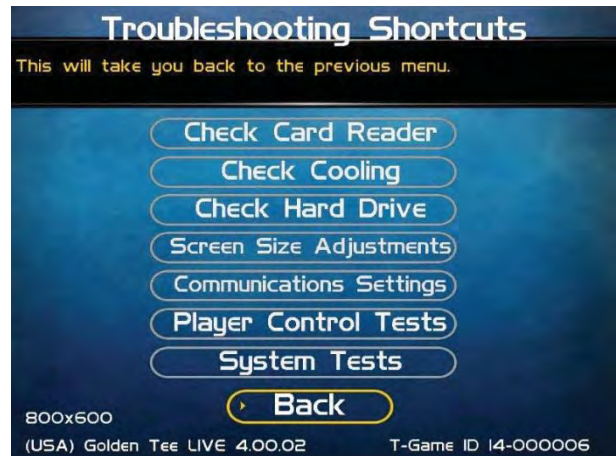 Troubleshooting Shortcuts
This will take you back to the previous menu.
Check Card Reader
Check Cooling
Check Hard Drive
Screen Size Adjustments
Communications Settings
Player Control Tests
System Tests
Back
800x600
(USA) Golden Tee LIVE 4.00.02 T-Game ID 14-000006